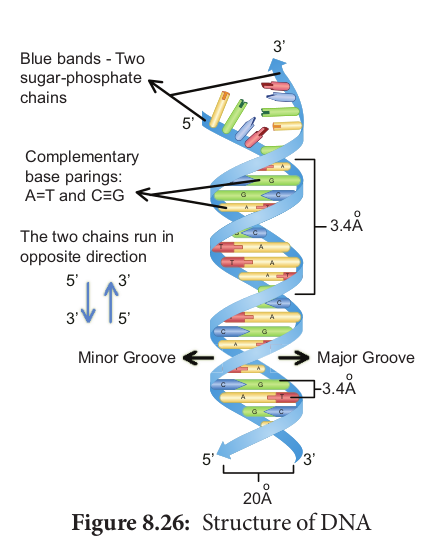 3’
Blue bands - Two
sugar-phosphate
chains
5’
Complementary
base parings:
A=T and C≡G
A
G
G C
A
3.4Å
C
T A
The two chains run in
opposite direction
T A
A T
5’ 3’
3’ 5’
C
A
C G
A
Minor Groove
Major Groove
A
C G
3.4Å
A T
G C
5’ 3’
20Å
Figure 8.26: Structure of DNA